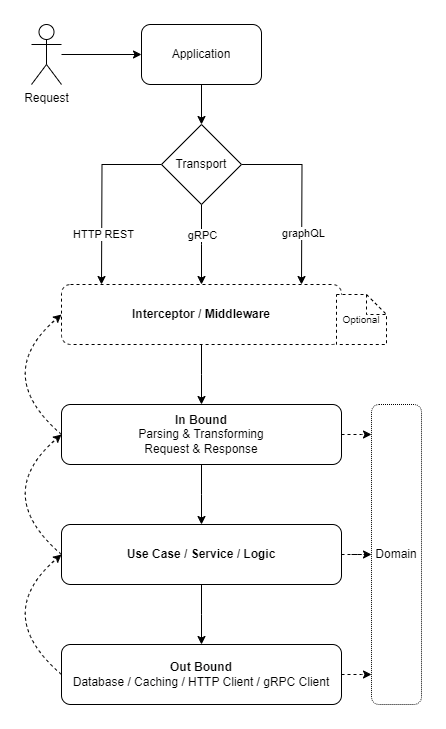 Application
Request
Transport
HTTP REST
gRPC
graphQL
Interceptor / Middleware
Optional
In Bound
Parsing & Transforming
Request & Response
Use Case / Service / Logic
Domain
Out Bound
Database / Caching / HTTP Client / gRPC Client